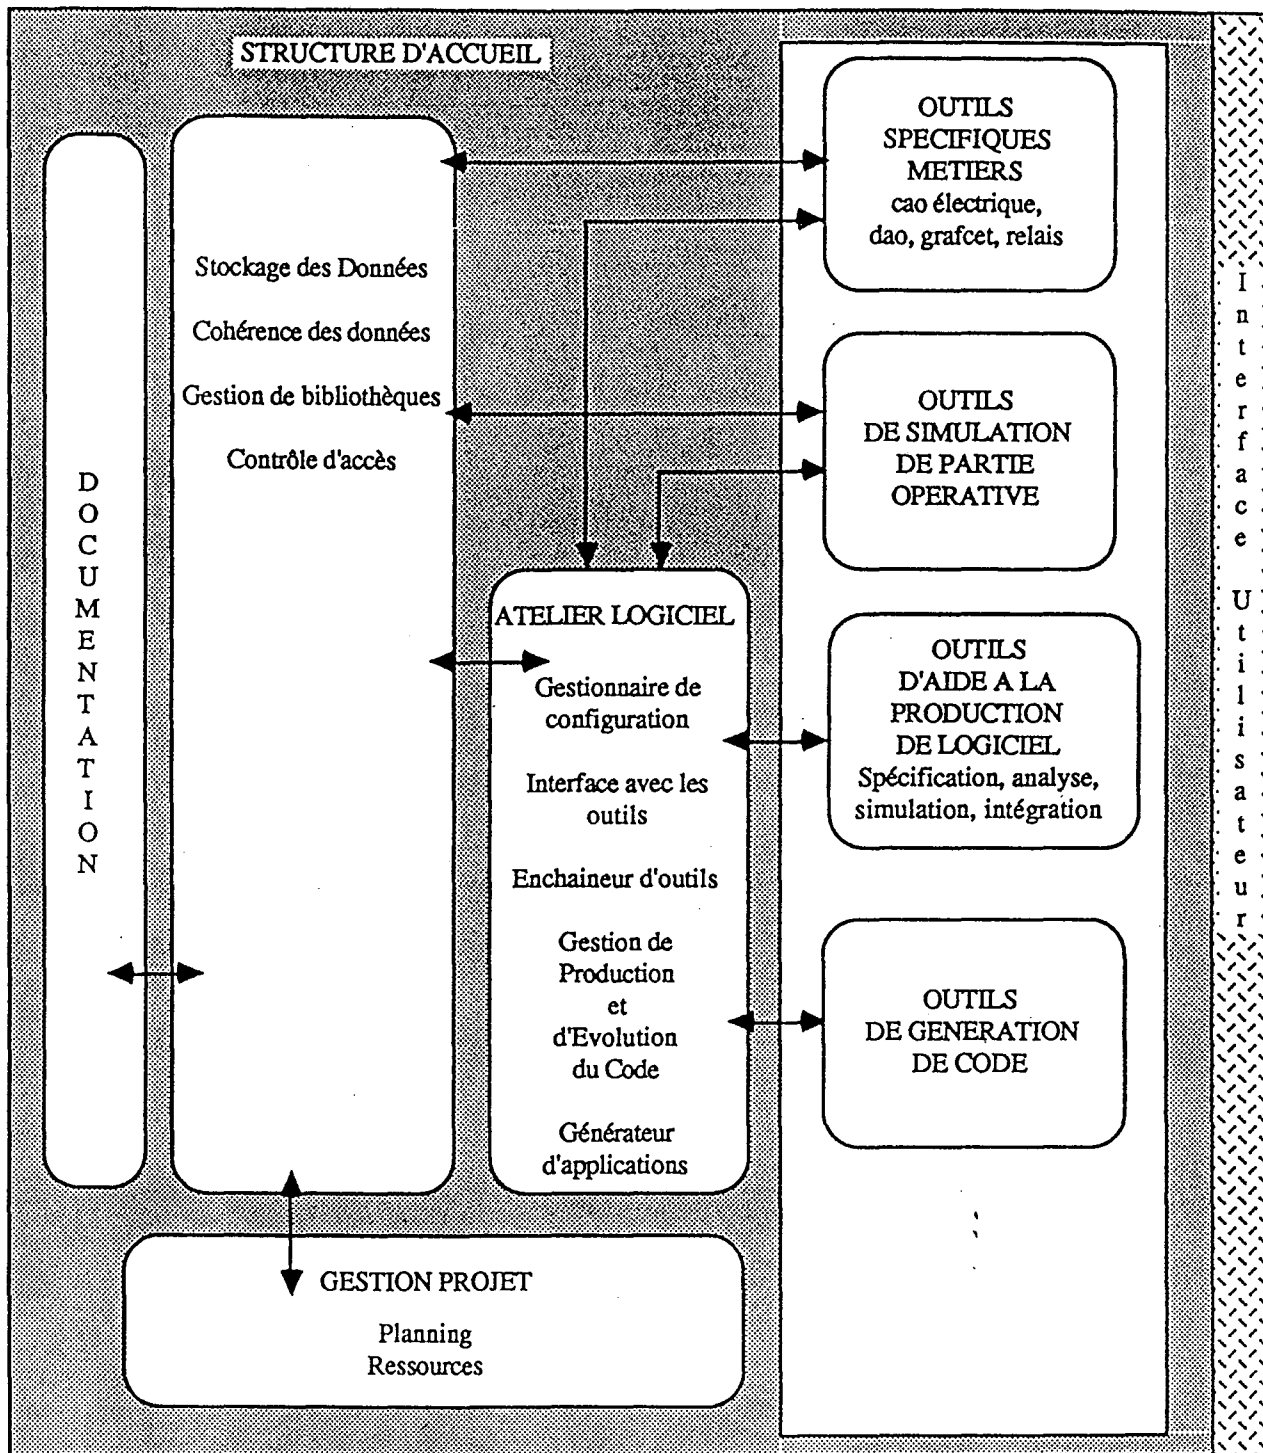 STRUCTURE D'ACCUEIL
DOCUMENTATION
Stockage des Données
Cohérence des données
Gestion de bibliothèques
Contrôle d'accès
ATELIER LOGICIEL
Gestionnaire de
configuration
Interface avec les
outils
Enchaineur d'outils
Gestion de
Production
et
d'Evolution
du Code
Générateur
d'applications
GESTION PROJET
Planning
Ressources
OUTILS
SPECIFIQUES
METIERS
cao électrique,
dao, grafcet, relais
OUTILS
DE SIMULATION
DE PARTIE
OPERATIVE
OUTILS
D'AIDE A LA
PRODUCTION
DE LOGICIEL
Spécification, analyse,
simulation, intégration
OUTILS
DE GENERATION
DE CODE
Interface Utilisateur